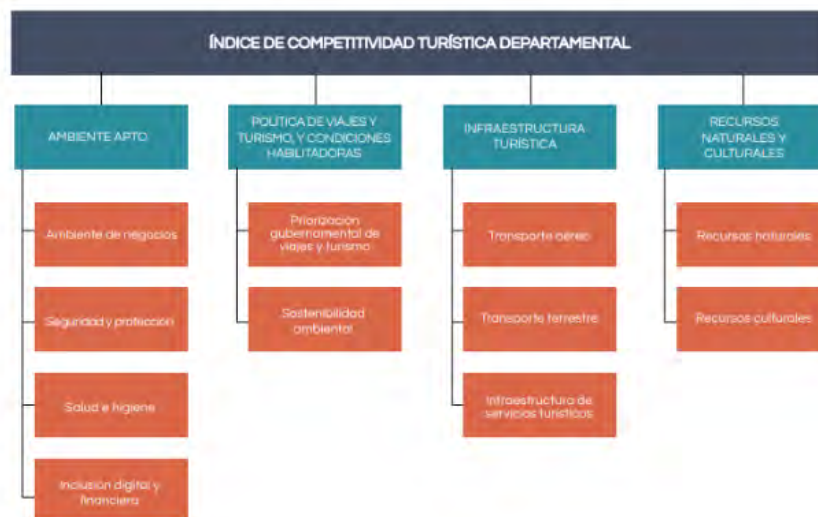 ÍNDICE DE COMPETITIVIDAD TURÍSTICA DEPARTAMENTAL
AMBIENTE APTO
Ambiente de negocios
Seguridad y protección
Salud e higiene
Inclusión digital y
financiera
POLÍTICA DE VIAJES Y
TURISMO, Y CONDICIONES
HABILITADORAS
Priorización
gubernamental de
viajes y turismo
Sostenibilidad
ambiental
INFRAESTRUCTURA
TURÍSTICA
Transporte aéreo
Transporte terrestre
Infraestructura de
servicios turísticos
RECURSOS
NATURALES Y
CULTURALES
Recursos naturales
Recursos culturales